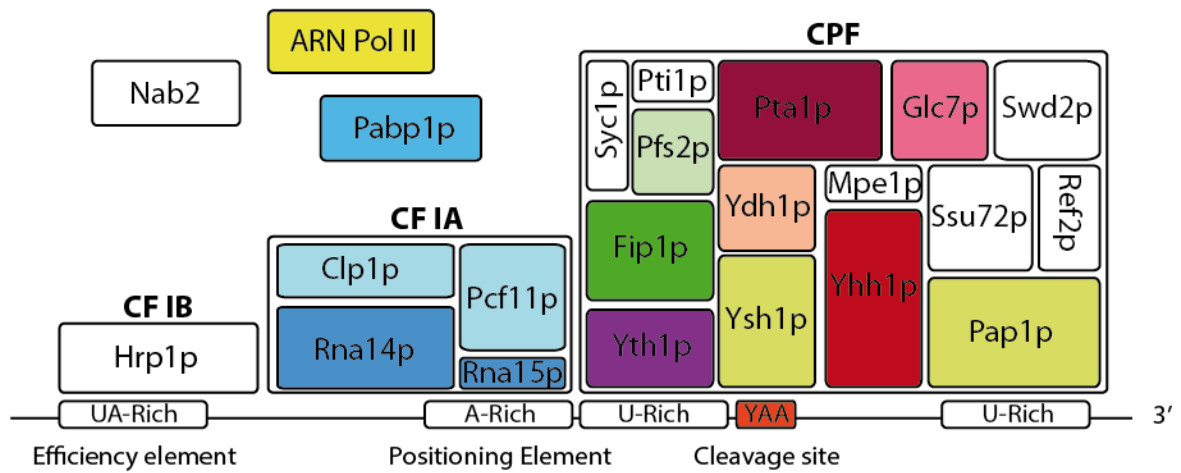 ARN Pol II
Nab2
Pabp1p
CPF
Syc1p
Pti1p
Pfs2p
Pta1p
Glc7p
Swd2p
Fip1p
Ydh1p
Mpe1p
Ssu72p
Ref2p
Yth1p
Ysh1p
Yhh1p
Pap1p
CF IA
Clp1p
Pcf11p
Rna14p
Rna15p
CF IB
Hrp1p
UA-Rich
A-Rich
U-Rich
YAA
U-Rich
3′
Efficiency element
Positioning Element
Cleavage site